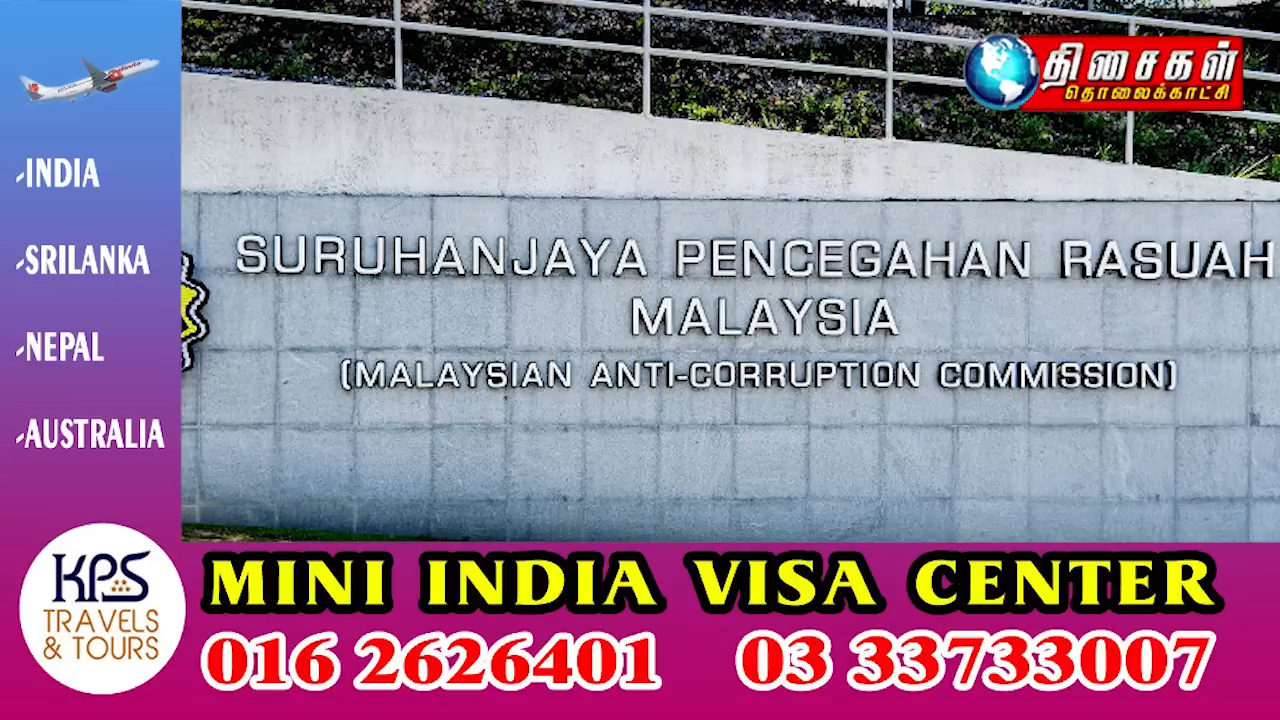 திசைகள்
தொலைக்காட்சி
-INDIA
-SRILANKA
-NEPAL
-AUSTRALIA
SURUHANJAYA PENCEGAHAN RASUAH
MALAYSIA
(MALAYSIAN ANTI-CORRUPTION COMMISSION)
KPS
TRAVELS
& TOURS
MINI INDIA VISA CENTER
016 2626401 03 33733007